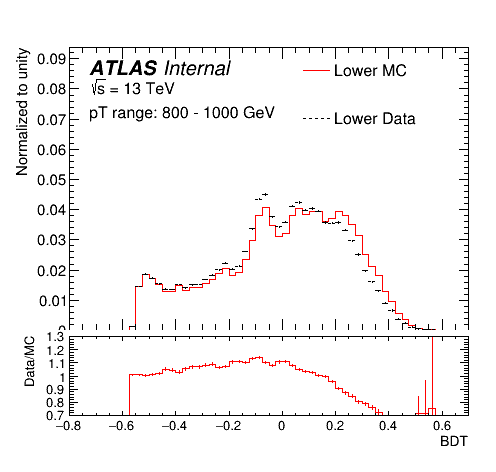 ATLAS Internal
√s = 13 TeV
pT range: 800 - 1000 GeV
Lower MC
Lower Data
Normalized to unity
0.09
0.08
0.07
0.06
0.05
0.04
0.03
0.02
0.01
0
Data/MC
1.3
1.2
1.1
1
0.9
0.8
0.7
−0.8 −0.6 −0.4 −0.2 0 0.2 0.4 0.6
BDT